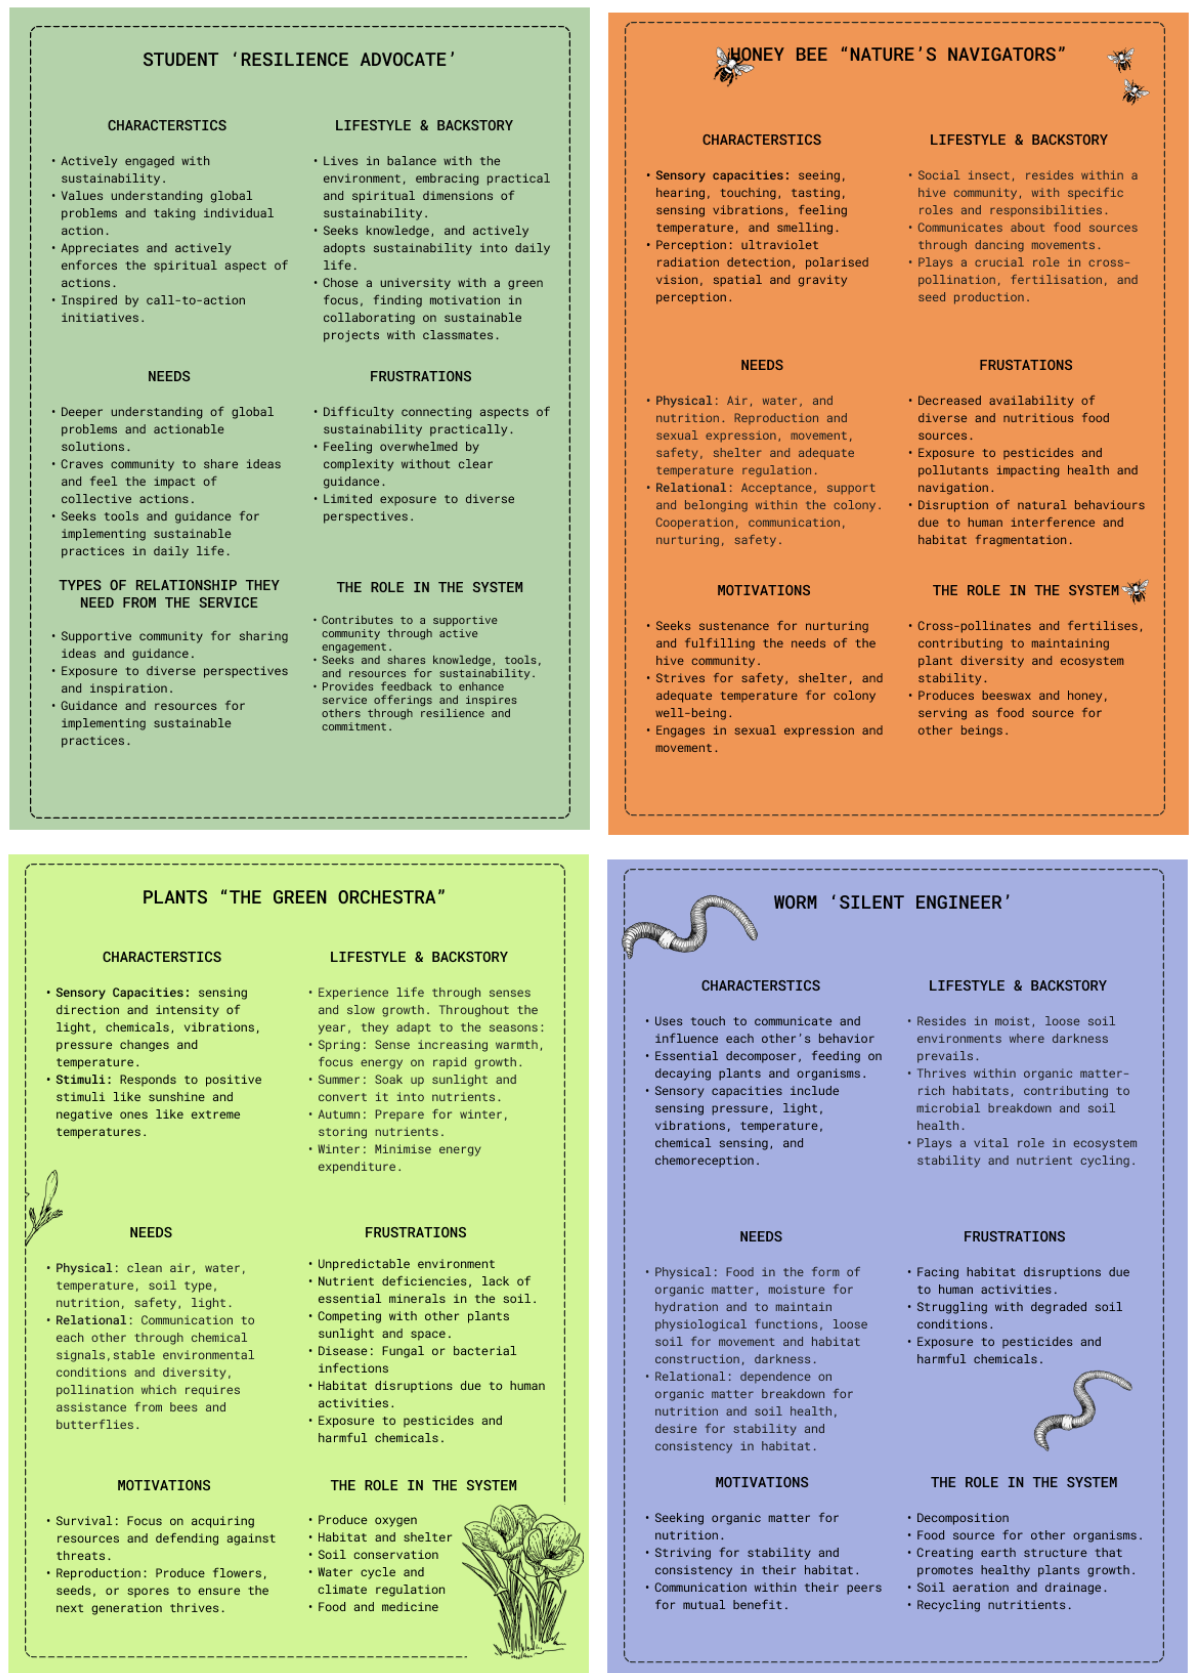 STUDENT ‘RESILIENCE ADVOCATE’
CHARACTERSTICS
• Actively engaged with
sustainability.
• Values understanding global
problems and taking individual
action.
• Appreciates and actively
enforces the spiritual aspect of
actions.
• Inspired by call-to-action
initiatives.
LIFESTYLE & BACKSTORY
• Lives in balance with the
environment, embracing practical
and spiritual dimensions of
sustainability.
• Seeks knowledge, and actively
adopts sustainability into daily
life.
• Chose a university with a green
focus, finding motivation in
collaborating on sustainable
projects with classmates.
NEEDS
• Deeper understanding of global
problems and actionable
solutions.
• Craves community to share ideas
and feel the impact of
collective actions.
• Seeks tools and guidance for
implementing sustainable
practices in daily life.
FRUSTRATIONS
• Difficulty connecting aspects of
sustainability practically.
• Feeling overwhelmed by
complexity without clear
guidance.
• Limited exposure to diverse
perspectives.
TYPES OF RELATIONSHIP THEY
NEED FROM THE SERVICE
• Supportive community for sharing
ideas and guidance.
• Exposure to diverse perspectives
and inspiration.
• Guidance and resources for
implementing sustainable
practices.
THE ROLE IN THE SYSTEM
• Contributes to a supportive
community through active
engagement.
• Seeks and shares knowledge, tools,
and resources for sustainability.
• Provides feedback to enhance
service offerings and inspires
others through resilience and
commitment.
HONEY BEE “NATURE’S NAVIGATORS”
CHARACTERSTICS
• Sensory capacities: seeing,
hearing, touching, tasting,
sensing vibrations, feeling
temperature, and smelling.
• Perception: ultraviolet
radiation detection, polarised
vision, spatial and gravity
perception.
LIFESTYLE & BACKSTORY
• Social insect, resides within a
hive community, with specific
roles and responsibilities.
• Communicates about food sources
through dancing movements.
• Plays a crucial role in cross-
pollination, fertilisation, and
seed production.
NEEDS
• Physical: Air, water, and
nutrition. Reproduction and
sexual expression, movement,
safety, shelter and adequate
temperature regulation.
• Relational: Acceptance, support
and belonging within the colony.
Cooperation, communication,
nurturing, safety.
FRUSTATIONS
• Decreased availability of
diverse and nutritious food
sources.
• Exposure to pesticides and
pollutants impacting health and
navigation.
• Disruption of natural behaviours
due to human interference and
habitat fragmentation.
MOTIVATIONS
• Seeks sustenance for nurturing
and fulfilling the needs of the
hive community.
• Strives for safety, shelter, and
adequate temperature for colony
well-being.
• Engages in sexual expression and
movement.
THE ROLE IN THE SYSTEM
• Cross-pollinates and fertilises,
contributing to maintaining
plant diversity and ecosystem
stability.
• Produces beeswax and honey,
serving as food source for
other beings.
PLANTS “THE GREEN ORCHESTRA”
CHARACTERSTICS
• Sensory Capacities: sensing
direction and intensity of
light, chemicals, vibrations,
pressure changes and
temperature.
• Stimuli: Responds to positive
stimuli like sunshine and
negative ones like extreme
temperatures.
LIFESTYLE & BACKSTORY
• Experience life through senses
and slow growth. Throughout the
year, they adapt to the seasons:
• Spring: Sense increasing warmth,
focus energy on rapid growth.
• Summer: Soak up sunlight and
convert it into nutrients.
• Autumn: Prepare for winter,
storing nutrients.
• Winter: Minimise energy
expenditure.
NEEDS
• Physical: clean air, water,
temperature, soil type,
nutrition, safety, light.
• Relational: Communication to
each other through chemical
signals,stable environmental
conditions and diversity,
pollination which requires
assistance from bees and
butterflies.
FRUSTRATIONS
• Unpredictable environment
• Nutrient deficiencies, lack of
essential minerals in the soil.
• Competing with other plants
sunlight and space.
• Disease: Fungal or bacterial
infections
• Habitat disruptions due to human
activities.
• Exposure to pesticides and
harmful chemicals.
MOTIVATIONS
• Survival: Focus on acquiring
resources and defending against
threats.
• Reproduction: Produce flowers,
seeds, or spores to ensure the
next generation thrives.
THE ROLE IN THE SYSTEM
• Produce oxygen
• Habitat and shelter
• Soil conservation
• Water cycle and
climate regulation
• Food and medicine
WORM ‘SILENT ENGINEER’
CHARACTERSTICS
• Uses touch to communicate and
influence each other’s behavior
• Essential decomposer, feeding on
decaying plants and organisms.
• Sensory capacities include
sensing pressure, light,
vibrations, temperature,
chemical sensing, and
chemoreception.
LIFESTYLE & BACKSTORY
• Resides in moist, loose soil
environments where darkness
prevails.
• Thrives within organic matter-
rich habitats, contributing to
microbial breakdown and soil
health.
• Plays a vital role in ecosystem
stability and nutrient cycling.
NEEDS
• Physical: Food in the form of
organic matter, moisture for
hydration and to maintain
physiological functions, loose
soil for movement and habitat
construction, darkness.
• Relational: dependence on
organic matter breakdown for
nutrition and soil health,
desire for stability and
consistency in habitat.
FRUSTRATIONS
• Facing habitat disruptions due
to human activities.
• Struggling with degraded soil
conditions.
• Exposure to pesticides and
harmful chemicals.
MOTIVATIONS
• Seeking organic matter for
nutrition.
• Striving for stability and
consistency in their habitat.
• Communication within their peers
for mutual benefit.
THE ROLE IN THE SYSTEM
• Decomposition
• Food source for other organisms.
• Creating earth structure that
promotes healthy plants growth.
• Soil aeration and drainage.
• Recycling nutritients.